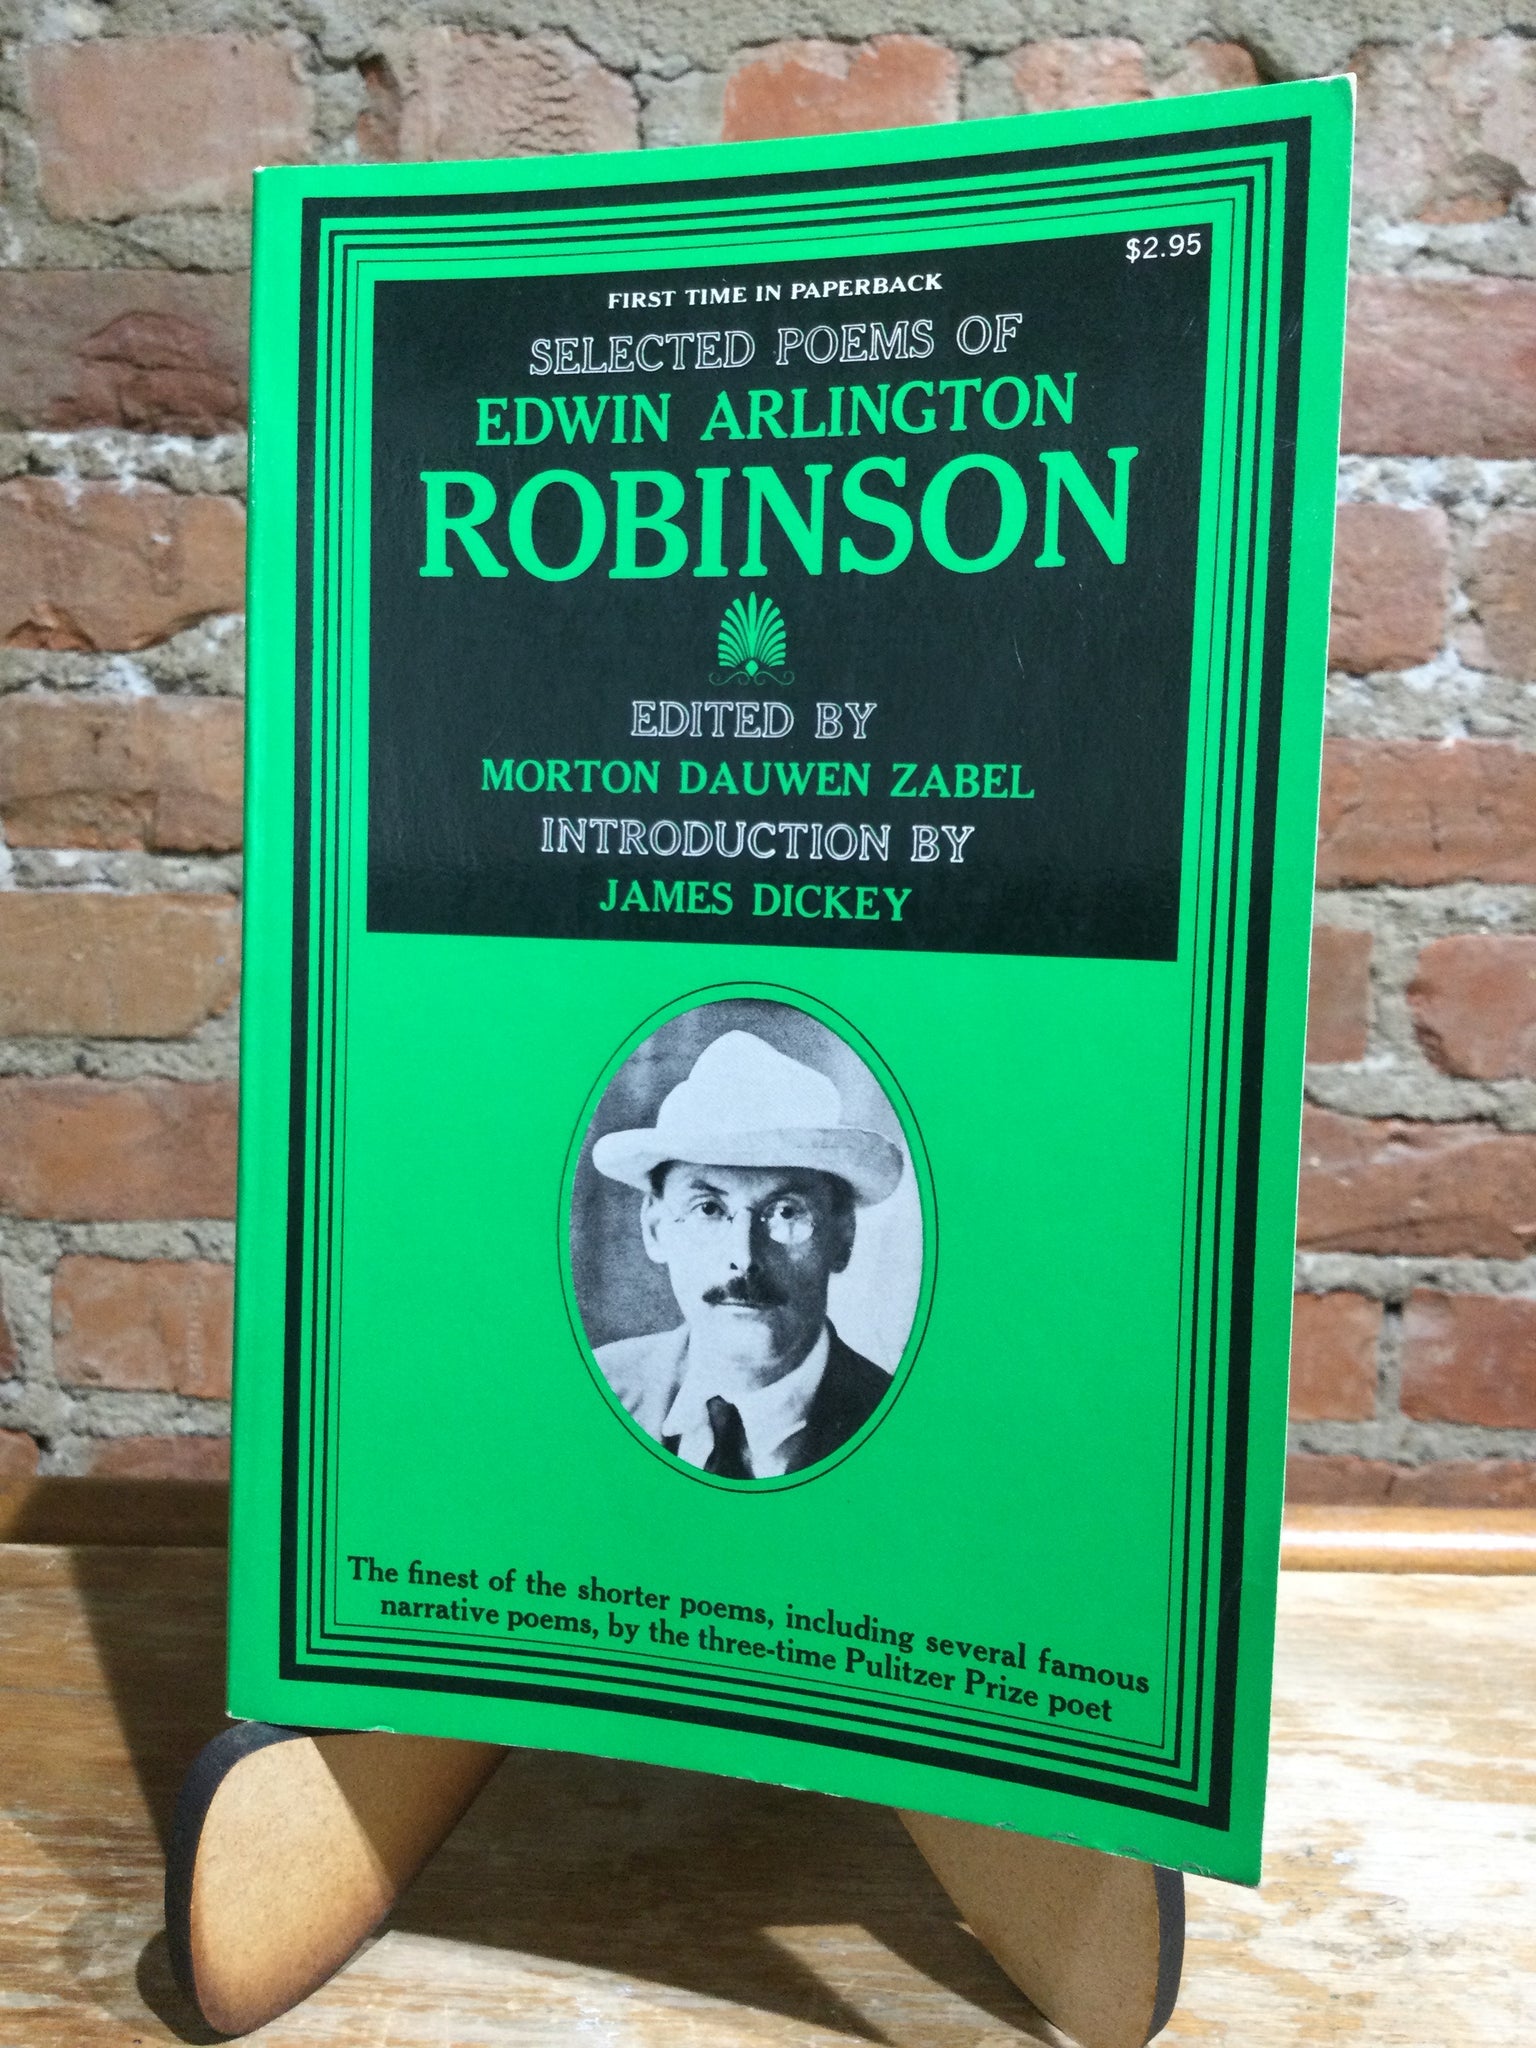 $2.95
FIRST TIME IN PAPERBACK
SELECTED POEMS OF
EDWIN ARLINGTON
ROBINSON
EDITED BY
MORTON DAUWEN ZABEL
INTRODUCTION BY
JAMES DICKEY
The finest of the shorter poems, including several famous
narrative poems, by the three-time Pulitzer Prize poet